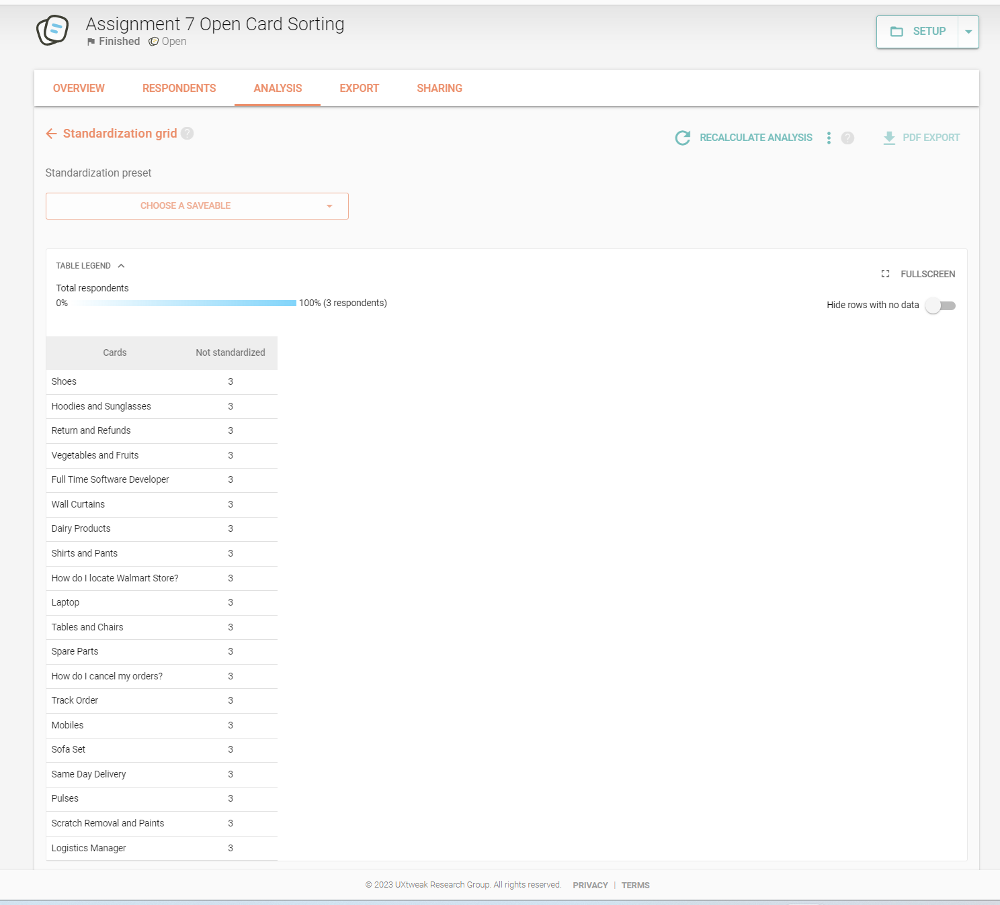 Assignment 7 Open Card Sorting
Finished Open
SETUP
OVERVIEW RESPONDENTS ANALYSIS EXPORT SHARING
Standardization grid ?
RECALCULATE ANALYSIS ? PDF EXPORT
Standardization preset
CHOOSE A SAVEABLE
TABLE LEGEND
FULLSCREEN
Total respondents
0% 100% (3 respondents)
Hide rows with no data
Cards Not standardized
Shoes 3
Hoodies and Sunglasses 3
Return and Refunds 3
Vegetables and Fruits 3
Full Time Software Developer 3
Wall Curtains 3
Dairy Products 3
Shirts and Pants 3
How do I locate Walmart Store? 3
Laptop 3
Tables and Chairs 3
Spare Parts 3
How do I cancel my orders? 3
Track Order 3
Mobiles 3
Sofa Set 3
Same Day Delivery 3
Pulses 3
Scratch Removal and Paints 3
Logistics Manager 3
© 2023 UXtweak Research Group. All rights reserved. PRIVACY | TERMS